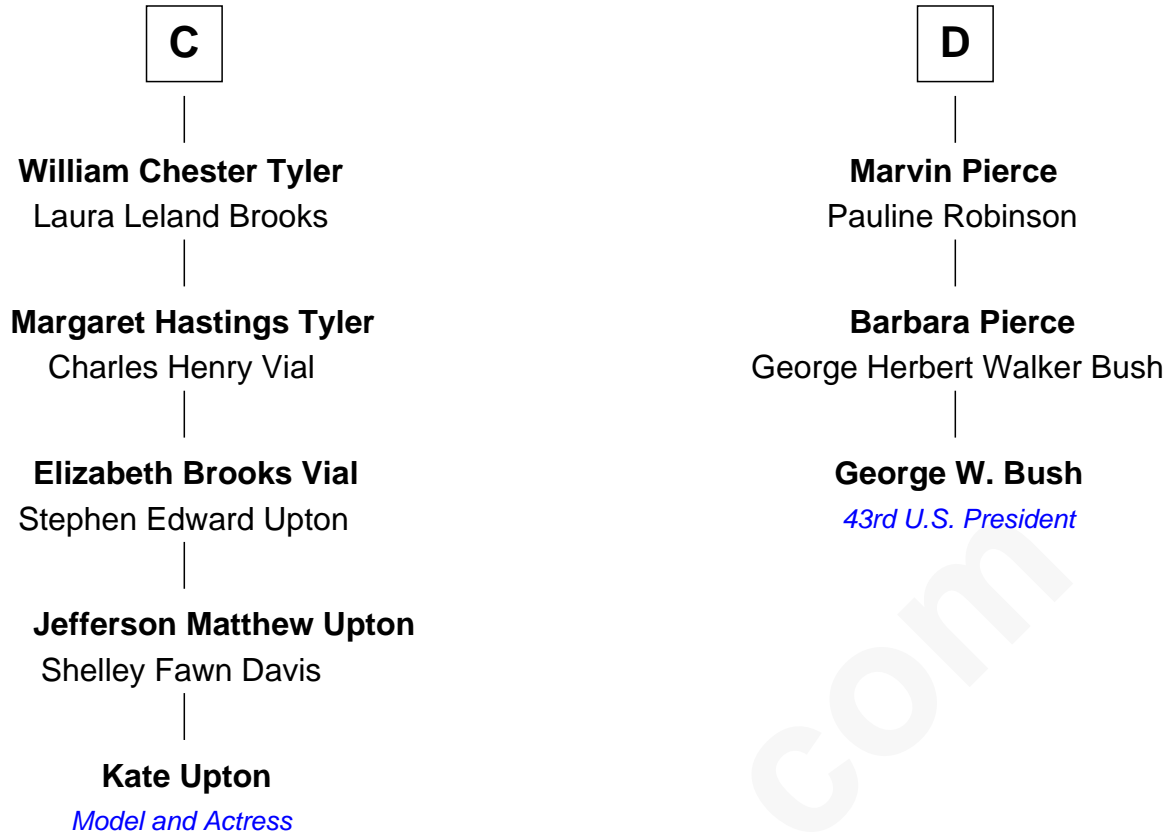 C
William Chester Tyler
Laura Leland Brooks
Margaret Hastings Tyler
Charles Henry Vial
Elizabeth Brooks Vial
Stephen Edward Upton
Jefferson Matthew Upton
Shelley Fawn Davis
Kate Upton
Model and Actress
D
Marvin Pierce
Pauline Robinson
Barbara Pierce
George Herbert Walker Bush
George W. Bush
43rd U.S. President
com